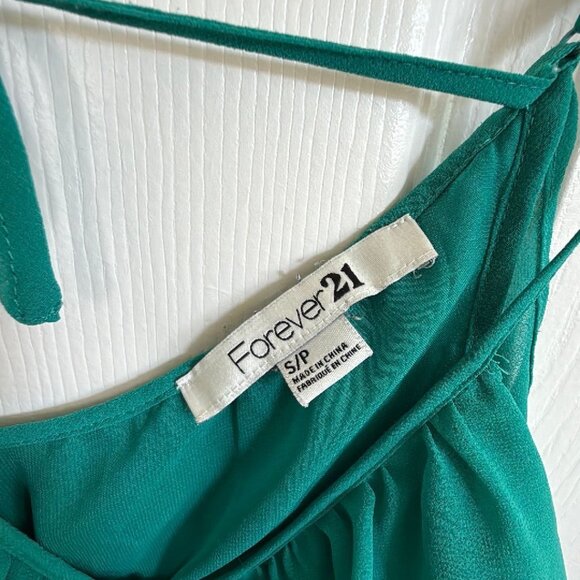 Forever21
S/P
MADE IN CHINA
FABRIQUÉ EN CHINE